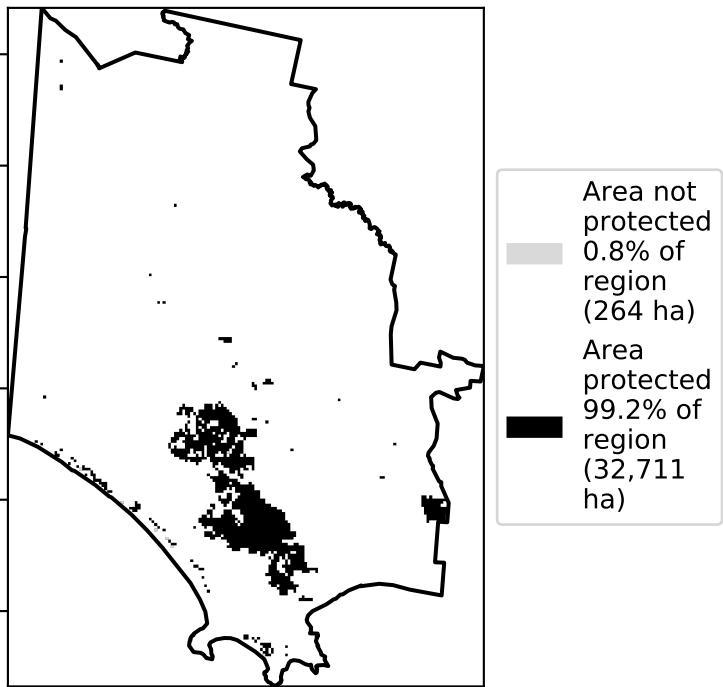 Area not
protected
0.8% of
region
(264 ha)
Area
protected
99.2% of
region
(32,711
ha)